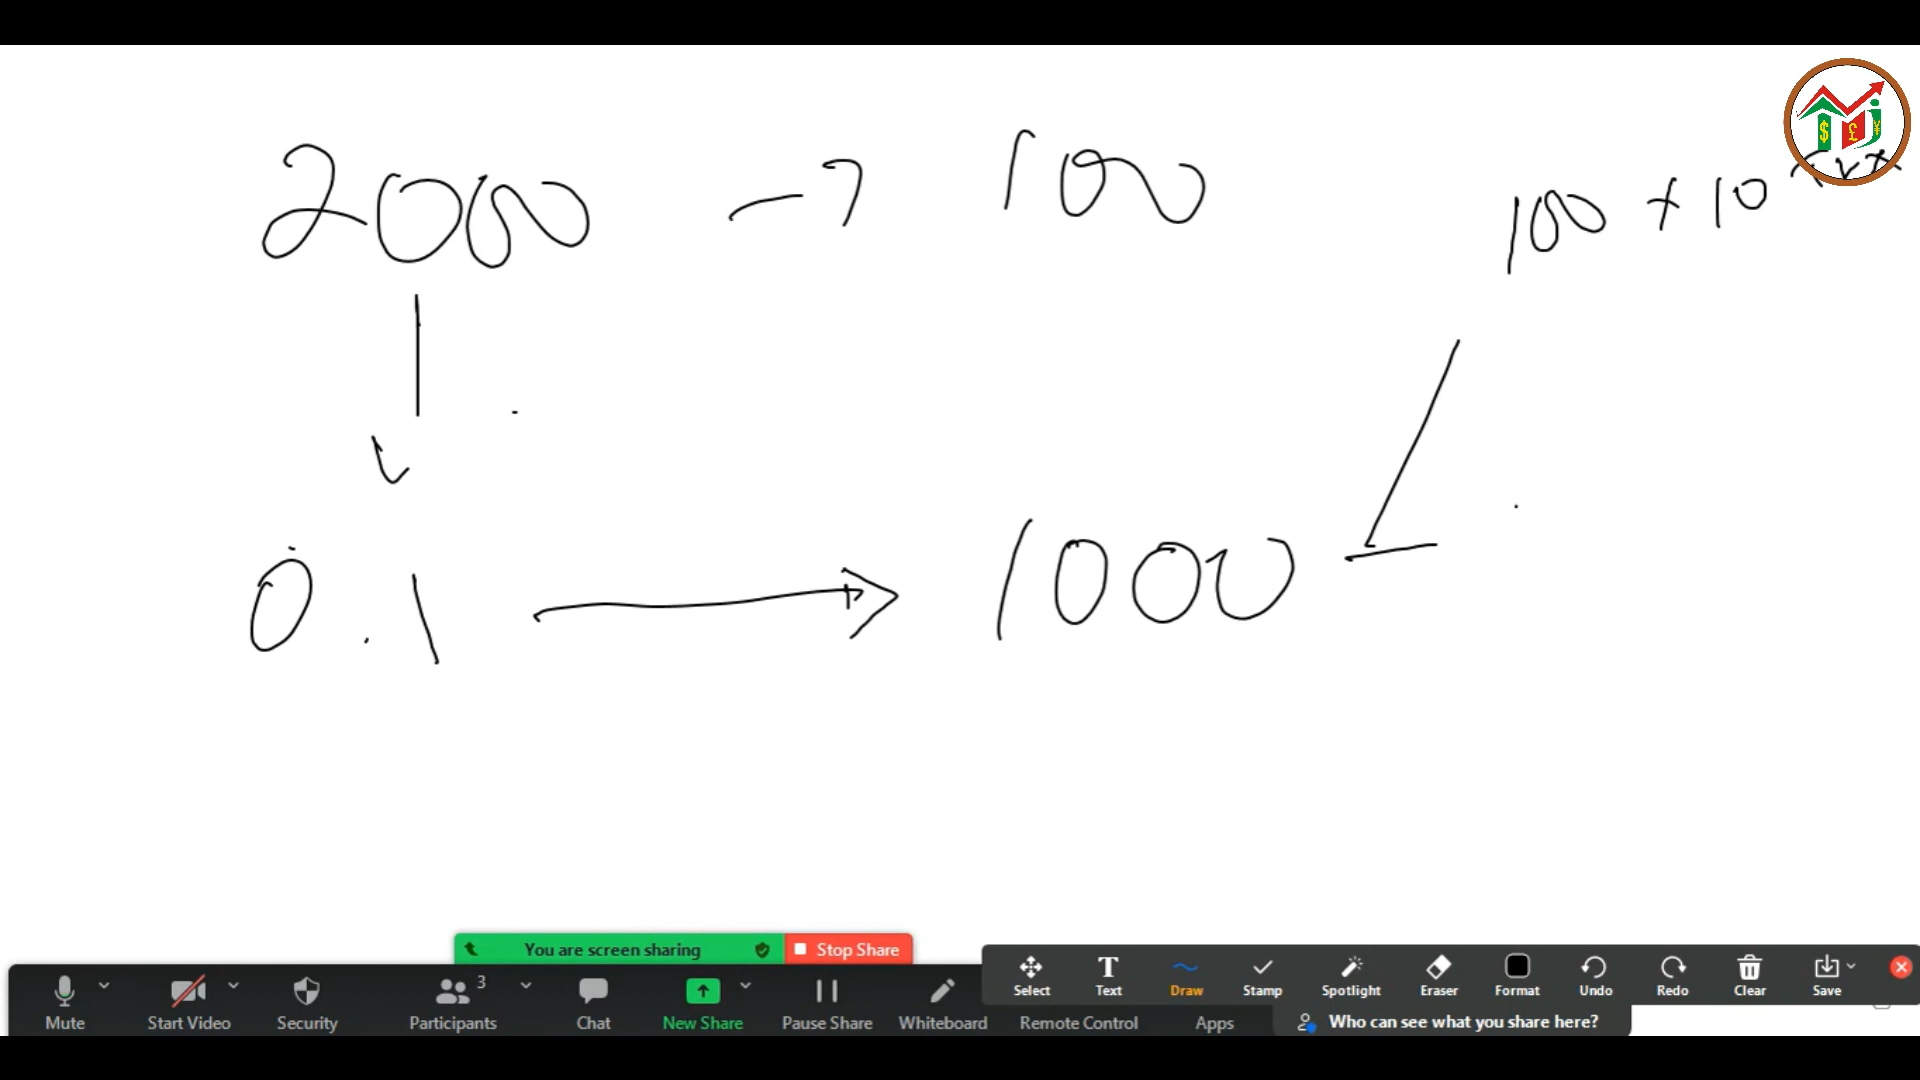 2000 → 100
100 + 10
0.1 → 1000
You are screen sharing Stop Share
Select Text Draw Stamp Spotlight Eraser Format Undo Redo Clear Save
3
Mute Start Video Security Participants Chat New Share Pause Share Whiteboard Remote Control Apps Who can see what you share here?